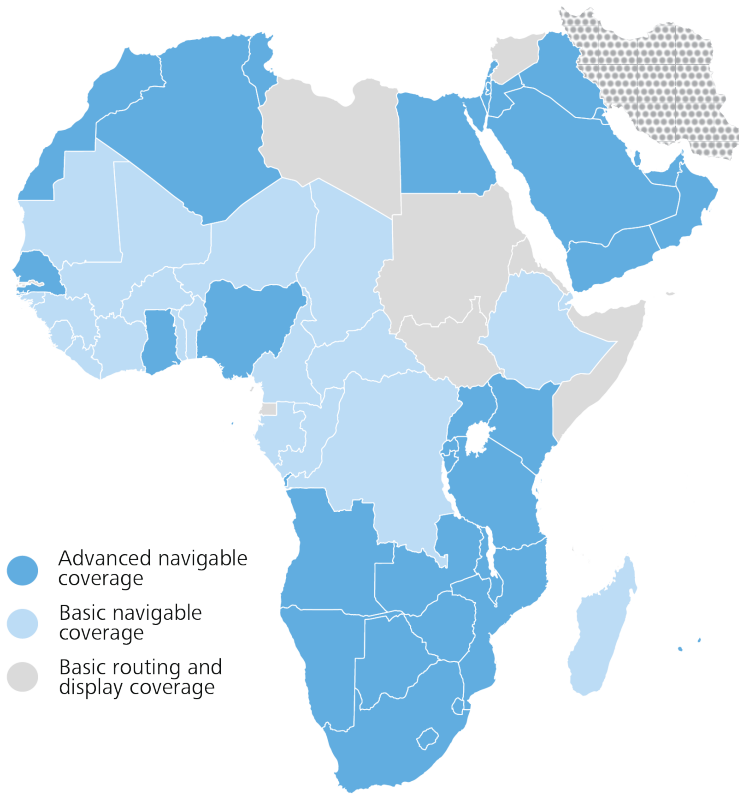 Advanced navigable
coverage
Basic navigable
coverage
Basic routing and
display coverage